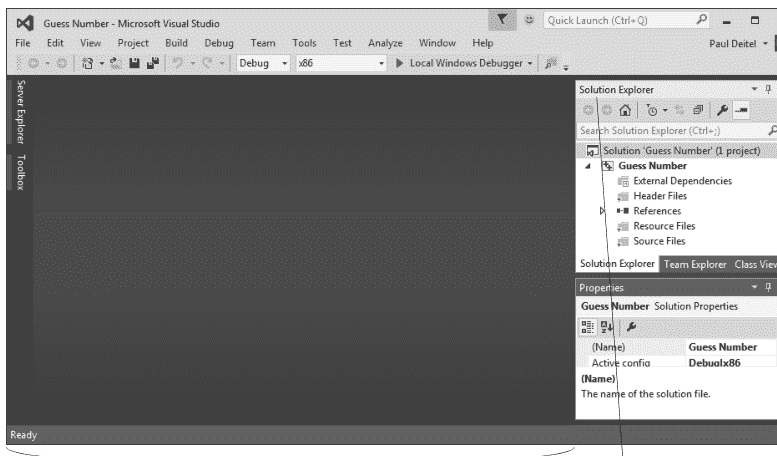 Guess Number - Microsoft Visual Studio
Quick Launch (Ctrl+Q)
File Edit View Project Build Debug Team Tools Test Analyze Window Help
Paul Deitel
Debug x86 Local Windows Debugger
Server Explorer
Toolbox
Solution Explorer
Search Solution Explorer (Ctrl+;)
Solution 'Guess Number' (1 project)
Guess Number
External Dependencies
Header Files
References
Resource Files
Source Files
Solution Explorer Team Explorer Class View
Properties
Guess Number Solution Properties
(Name) Guess Number
Active config Debug|x86
(Name)
The name of the solution file.
Ready